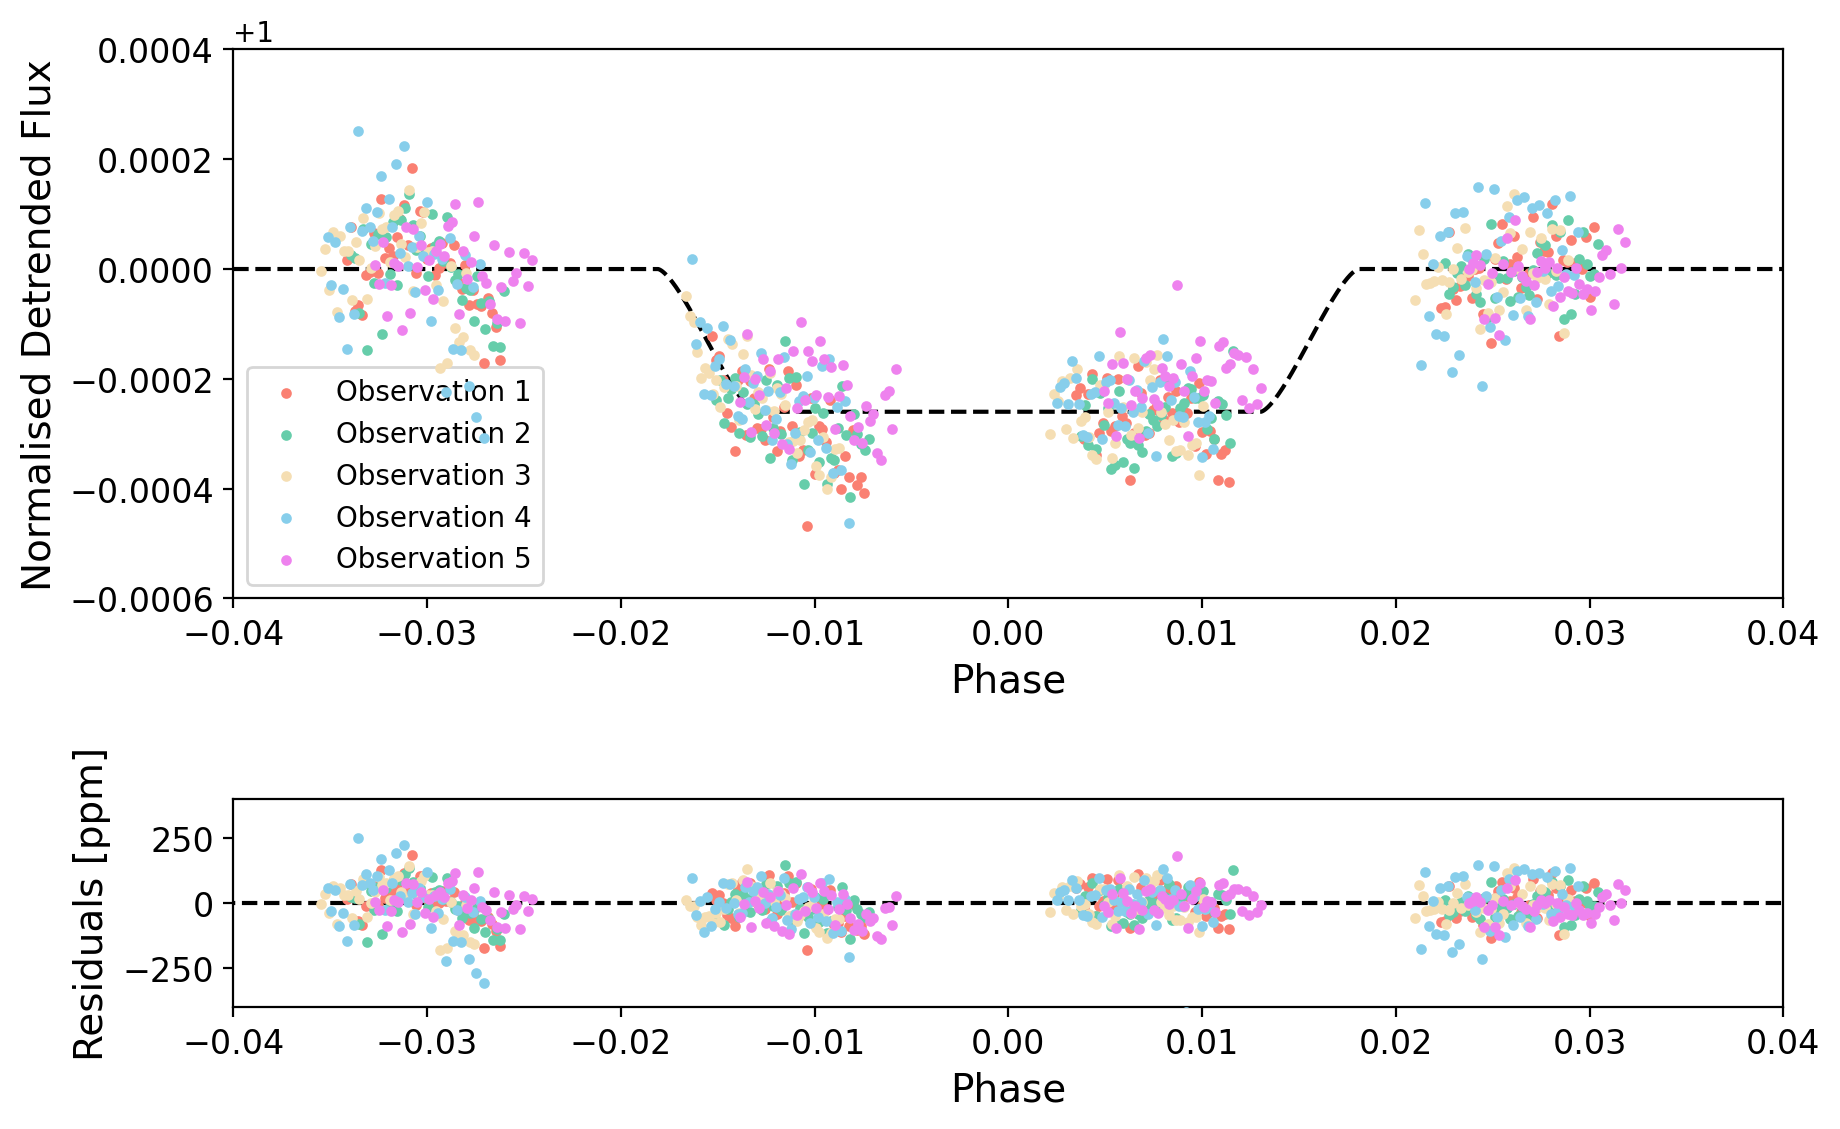 +1
Normalised Detrended Flux
0.0004
0.0002
0.0000
−0.0002
−0.0004
−0.0006
Observation 1
Observation 2
Observation 3
Observation 4
Observation 5
−0.04 −0.03 −0.02 −0.01 0.00 0.01 0.02 0.03 0.04
Phase
Residuals [ppm]
250
0
−250
−0.04 −0.03 −0.02 −0.01 0.00 0.01 0.02 0.03 0.04
Phase